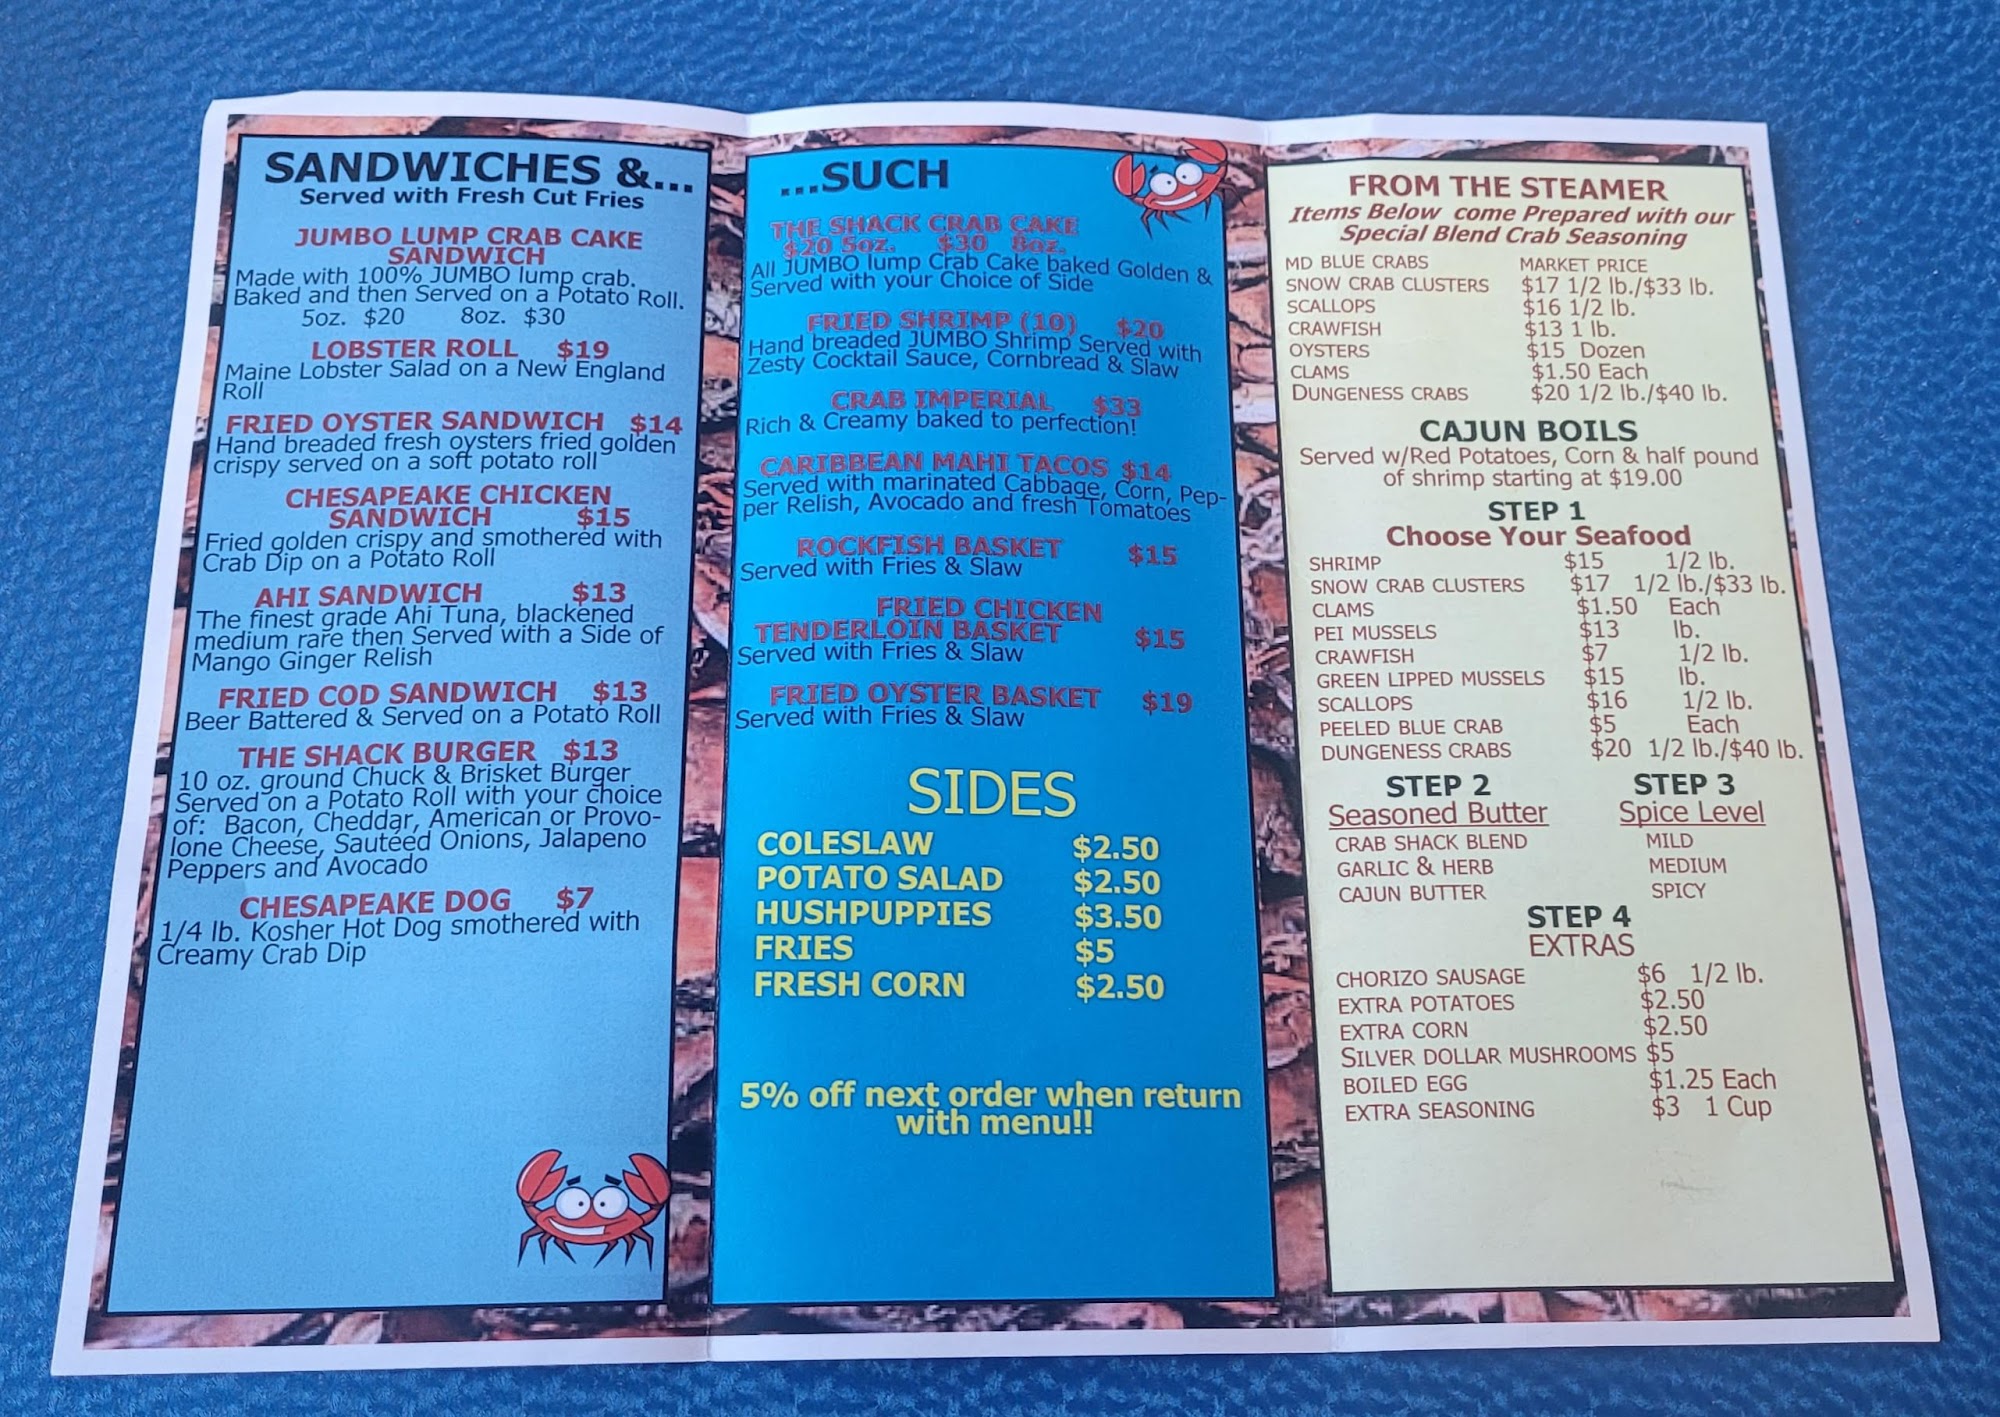 SANDWICHES &...
Served with Fresh Cut Fries
JUMBO LUMP CRAB CAKE
SANDWICH
Made with 100% JUMBO lump crab.
Baked and then Served on a Potato Roll.
5oz. $20 8oz. $30
LOBSTER ROLL $19
Maine Lobster Salad on a New England
Roll
FRIED OYSTER SANDWICH $14
Hand breaded fresh oysters fried golden
crispy served on a soft potato roll
CHESAPEAKE CHICKEN
SANDWICH $15
Fried golden crispy and smothered with
Crab Dip on a Potato Roll
AHI SANDWICH $13
The finest grade Ahi Tuna, blackened
medium rare then Served with a Side of
Mango Ginger Relish
FRIED COD SANDWICH $13
Beer Battered & Served on a Potato Roll
THE SHACK BURGER $13
10 oz. ground Chuck & Brisket Burger
Served on a Potato Roll with your choice
of: Bacon, Cheddar, American or Provo-
lone Cheese, Sautéed Onions, Jalapeno
Peppers and Avocado
CHESAPEAKE DOG $7
1/4 lb. Kosher Hot Dog smothered with
Creamy Crab Dip
...SUCH
THE SHACK CRAB CAKE
$20 5oz. $30 8oz.
All JUMBO lump Crab Cake baked Golden &
Served with your Choice of Side
FRIED SHRIMP (10) $20
Hand breaded JUMBO Shrimp Served with
Zesty Cocktail Sauce, Cornbread & Slaw
CRAB IMPERIAL $33
Rich & Creamy baked to perfection!
CARIBBEAN MAHI TACOS $14
Served with marinated Cabbage, Corn, Pep-
per Relish, Avocado and fresh Tomatoes
ROCKFISH BASKET $15
Served with Fries & Slaw
FRIED CHICKEN
TENDERLOIN BASKET $15
Served with Fries & Slaw
FRIED OYSTER BASKET $19
Served with Fries & Slaw
SIDES
COLESLAW $2.50
POTATO SALAD $2.50
HUSHPUPPIES $3.50
FRIES $5
FRESH CORN $2.50
5% off next order when return
with menu!!
FROM THE STEAMER
Items Below come Prepared with our
Special Blend Crab Seasoning
MD BLUE CRABS MARKET PRICE
SNOW CRAB CLUSTERS $17 1/2 lb./$33 lb.
SCALLOPS $16 1/2 lb.
CRAWFISH $13 1 lb.
OYSTERS $15 Dozen
CLAMS $1.50 Each
DUNGENESS CRABS $20 1/2 lb./$40 lb.
CAJUN BOILS
Served w/Red Potatoes, Corn & half pound
of shrimp starting at $19.00
STEP 1
Choose Your Seafood
SHRIMP $15 1/2 lb.
SNOW CRAB CLUSTERS $17 1/2 lb./$33 lb.
CLAMS $1.50 Each
PEI MUSSELS $13 lb.
CRAWFISH $7 1/2 lb.
GREEN LIPPED MUSSELS $15 lb.
SCALLOPS $16 1/2 lb.
PEELED BLUE CRAB $5 Each
DUNGENESS CRABS $20 1/2 lb./$40 lb.
STEP 2 STEP 3
Seasoned Butter Spice Level
CRAB SHACK BLEND MILD
GARLIC & HERB MEDIUM
CAJUN BUTTER SPICY
STEP 4
EXTRAS
CHORIZO SAUSAGE $6 1/2 lb.
EXTRA POTATOES $2.50
EXTRA CORN $2.50
SILVER DOLLAR MUSHROOMS $5
BOILED EGG $1.25 Each
EXTRA SEASONING $3 1 Cup